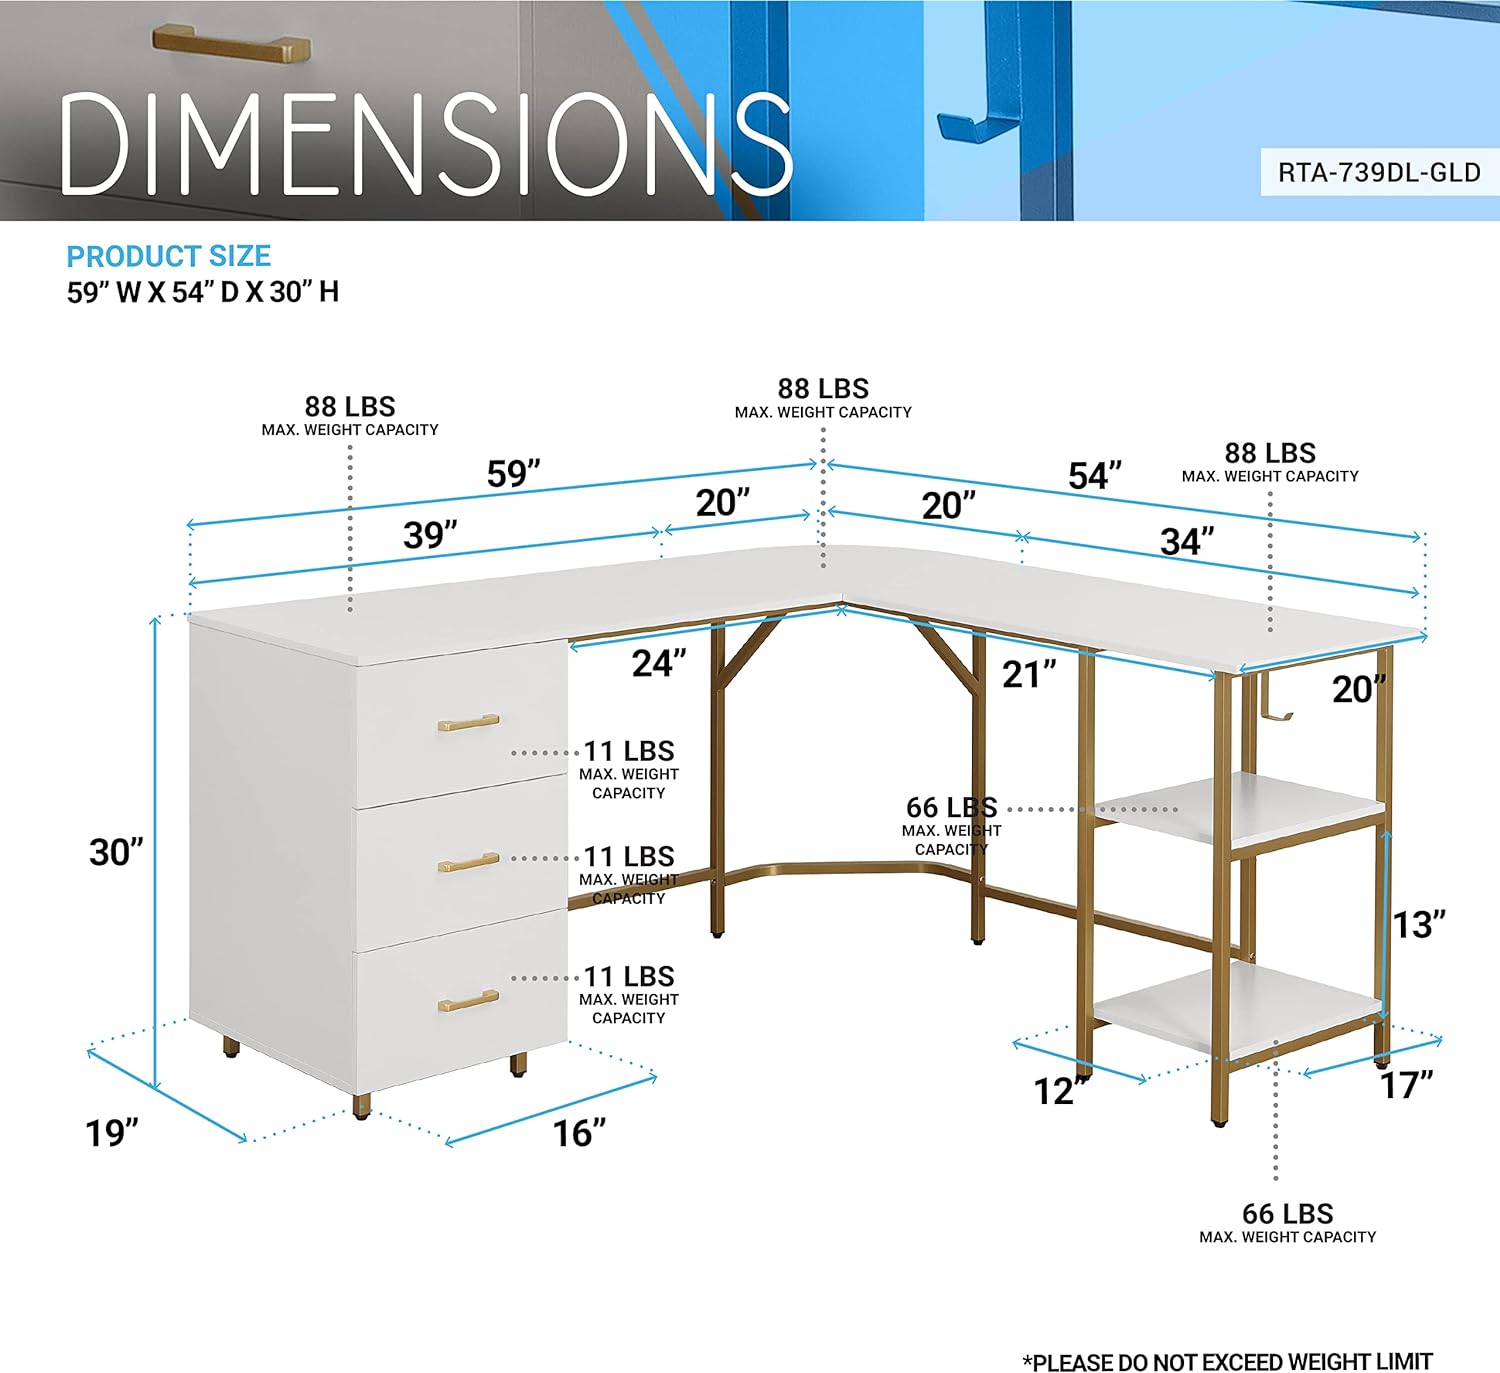 DIMENSIONS
RTA-739DL-GLD
PRODUCT SIZE
59” W X 54” D X 30” H
88 LBS
MAX. WEIGHT CAPACITY
88 LBS
MAX. WEIGHT CAPACITY
88 LBS
MAX. WEIGHT CAPACITY
59”
54”
39”
20”
20”
34”
24”
21”
20”
11 LBS
MAX. WEIGHT
CAPACITY
66 LBS
MAX. WEIGHT
CAPACITY
30”
11 LBS
MAX. WEIGHT
CAPACITY
13”
11 LBS
MAX. WEIGHT
CAPACITY
12”
17”
19”
16”
66 LBS
MAX. WEIGHT CAPACITY
*PLEASE DO NOT EXCEED WEIGHT LIMIT